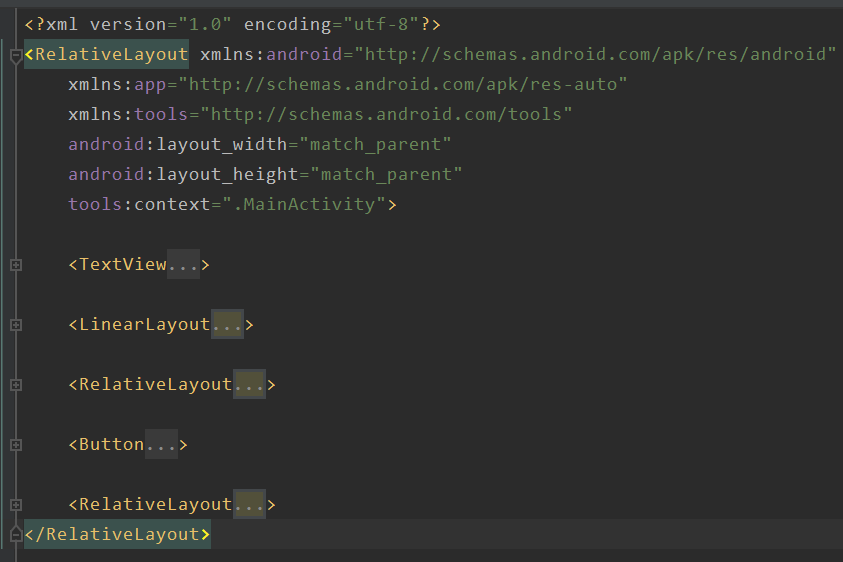 <?xml version="1.0" encoding="utf-8"?>
<RelativeLayout xmlns:android="http://schemas.android.com/apk/res/android"
    xmlns:app="http://schemas.android.com/apk/res-auto"
    xmlns:tools="http://schemas.android.com/tools"
    android:layout_width="match_parent"
    android:layout_height="match_parent"
    tools:context=".MainActivity">
    <TextView...>
    <LinearLayout...>
    <RelativeLayout...>
    <Button...>
    <RelativeLayout...>
</RelativeLayout>